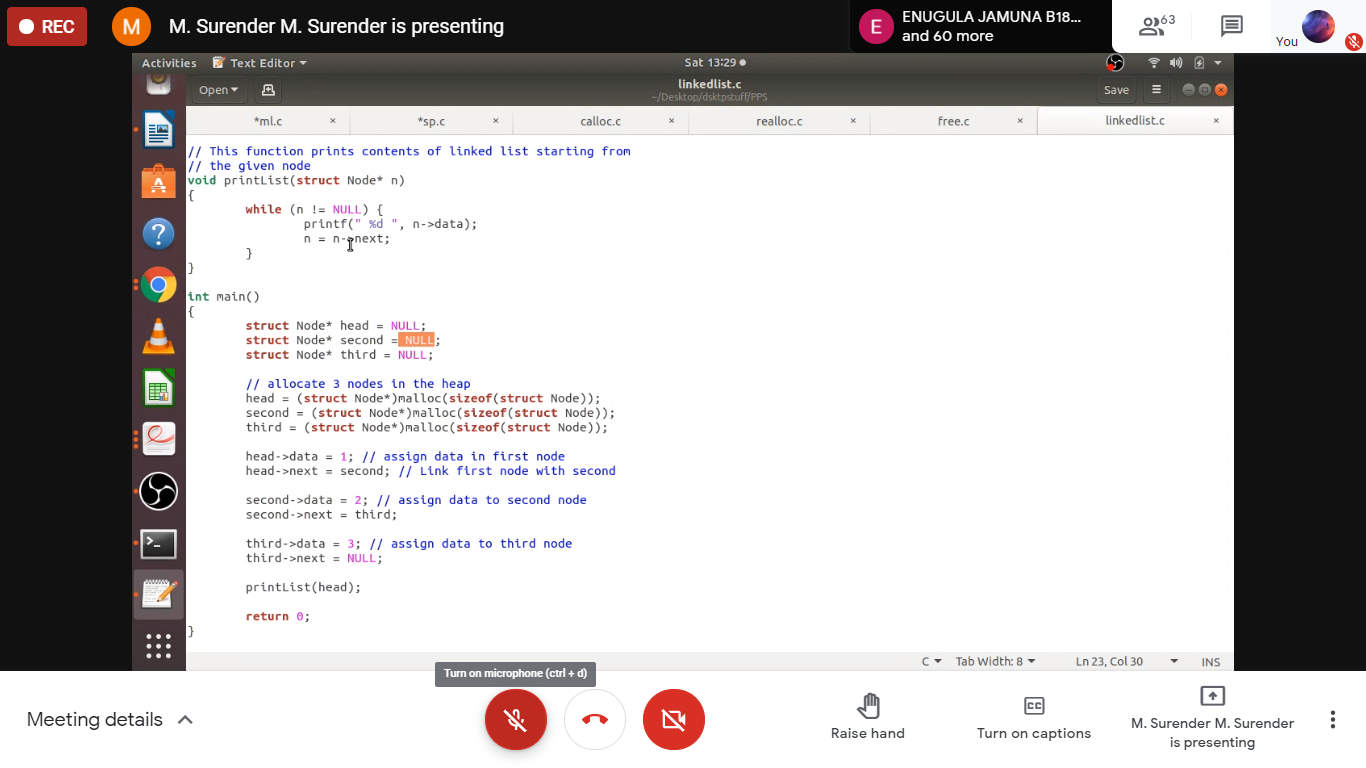 REC
M
M. Surender M. Surender is presenting
E
ENUGULA JAMUNA B18...
and 60 more
63
You
Activities
Text Editor
Sat 13:29
Open
linkedlist.c
~/Desktop/dsktpstuff/PPS
Save
*ml.c ×
*sp.c ×
calloc.c ×
realloc.c ×
free.c ×
linkedlist.c ×
// This function prints contents of linked list starting from
// the given node
void printList(struct Node* n)
{
while (n != NULL) {
printf(" %d ", n->data);
n = n->next;
}
}
int main()
{
struct Node* head = NULL;
struct Node* second = NULL;
struct Node* third = NULL;
// allocate 3 nodes in the heap
head = (struct Node*)malloc(sizeof(struct Node));
second = (struct Node*)malloc(sizeof(struct Node));
third = (struct Node*)malloc(sizeof(struct Node));
head->data = 1; // assign data in first node
head->next = second; // Link first node with second
second->data = 2; // assign data to second node
second->next = third;
third->data = 3; // assign data to third node
third->next = NULL;
printList(head);
return 0;
}
C
Tab Width: 8
Ln 23, Col 30
INS
Turn on microphone (ctrl + d)
Meeting details
Raise hand
CC
Turn on captions
M. Surender M. Surender
is presenting